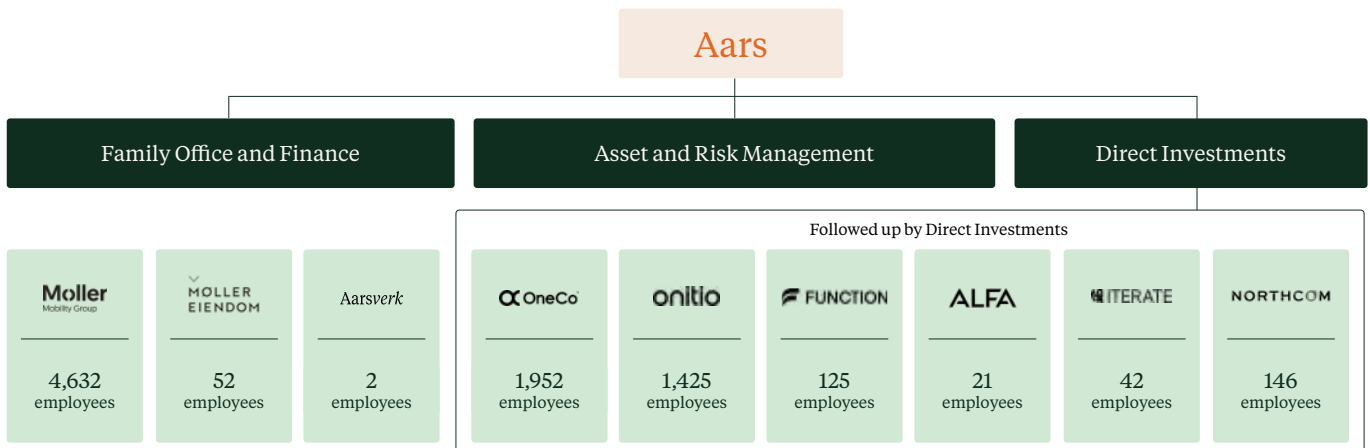 Aars
Family Office and Finance
Asset and Risk Management
Direct Investments
Followed up by Direct Investments
Møller
Mobility Group
4,632
employees
MØLLER
EIENDOM
52
employees
Aarsverk
2
employees
OneCo
1,952
employees
onitio
1,425
employees
FUNCTION
125
employees
ALFA
21
employees
ITERATE
42
employees
NORTHCOM
146
employees